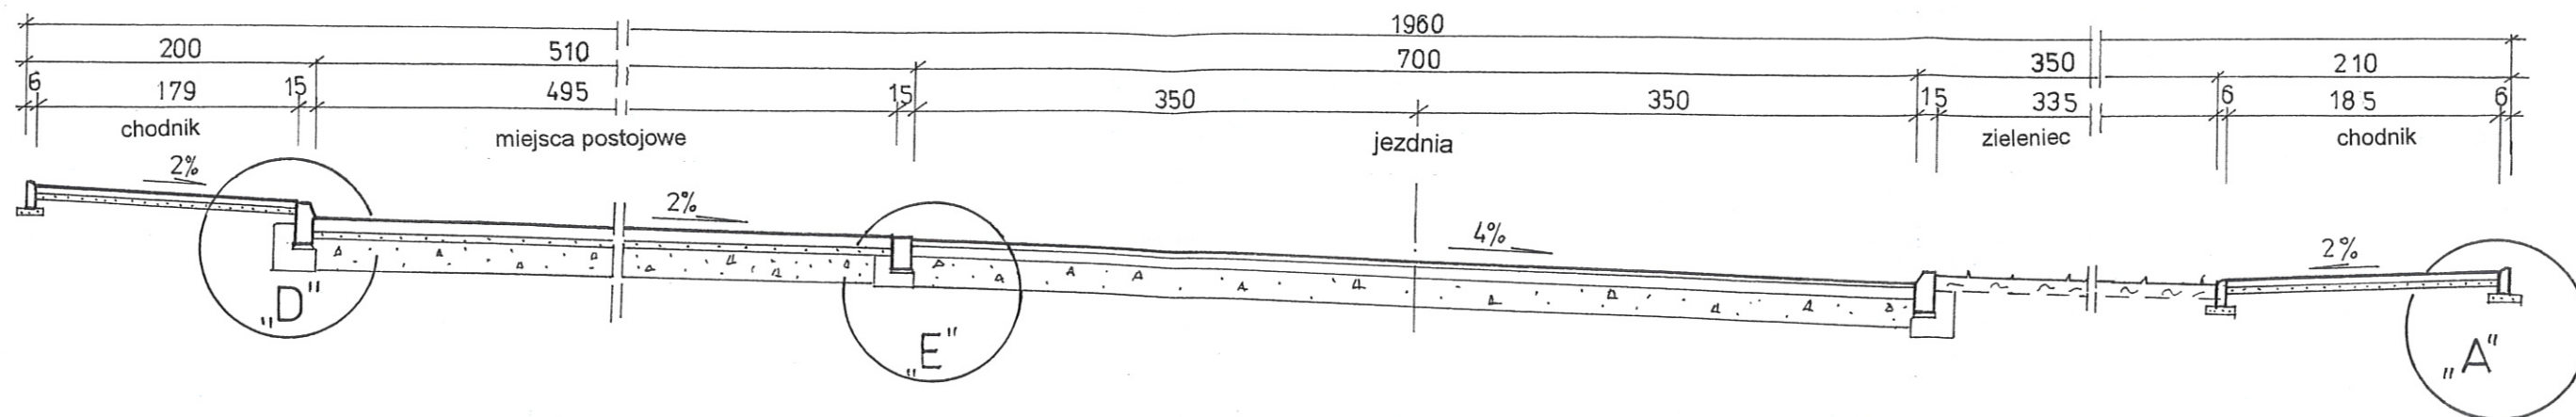 1960
200 510 700 350 210
6 179 15 495 15 350 350 15 335 6 185 6
chodnik miejsca postojowe jezdnia zieleniec chodnik
2% 2% 4% 2%
„D" „E" „A"